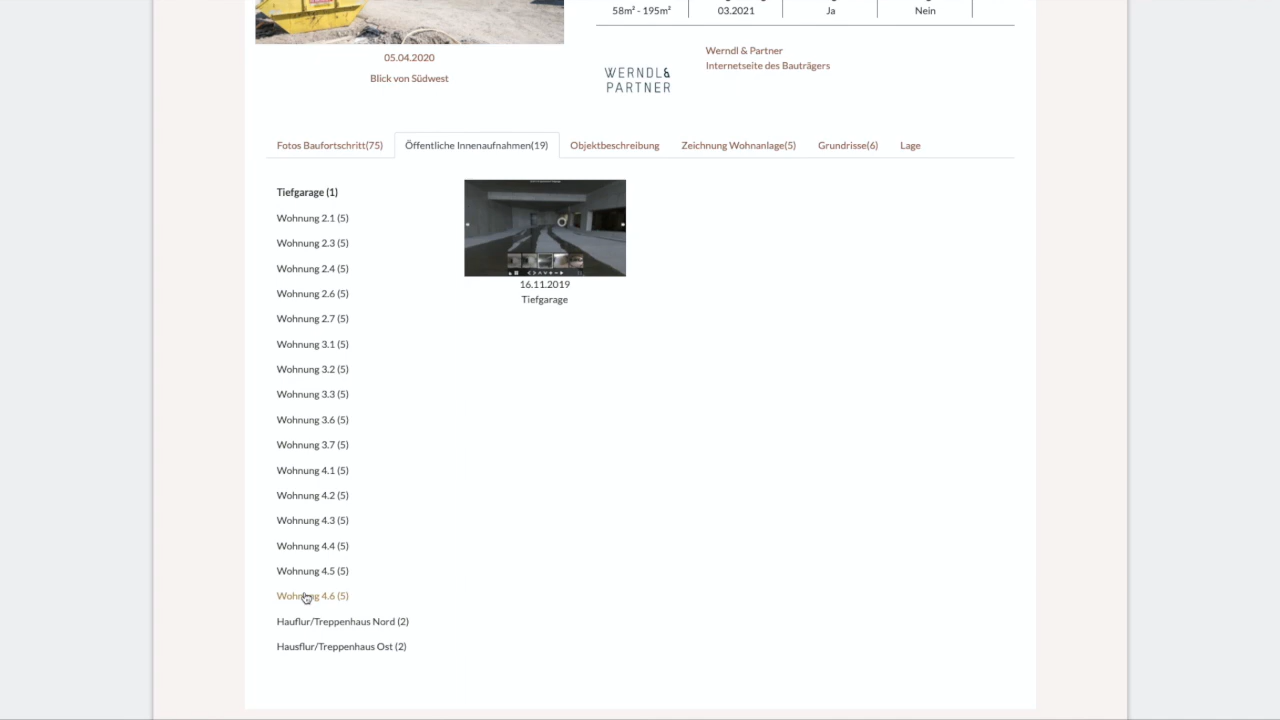 58m² - 195m²
03.2021
Ja
Nein
05.04.2020
Blick von Südwest
WERNDL&
PARTNER
Werndl & Partner
Internetseite des Bauträgers
Fotos Baufortschritt(75)
Öffentliche Innenaufnahmen(19)
Objektbeschreibung
Zeichnung Wohnanlage(5)
Grundrisse(6)
Lage
Tiefgarage (1)
Wohnung 2.1 (5)
Wohnung 2.3 (5)
Wohnung 2.4 (5)
Wohnung 2.6 (5)
Wohnung 2.7 (5)
Wohnung 3.1 (5)
Wohnung 3.2 (5)
Wohnung 3.3 (5)
Wohnung 3.6 (5)
Wohnung 3.7 (5)
Wohnung 4.1 (5)
Wohnung 4.2 (5)
Wohnung 4.3 (5)
Wohnung 4.4 (5)
Wohnung 4.5 (5)
Wohnung 4.6 (5)
Hauflur/Treppenhaus Nord (2)
Hausflur/Treppenhaus Ost (2)
16.11.2019
Tiefgarage